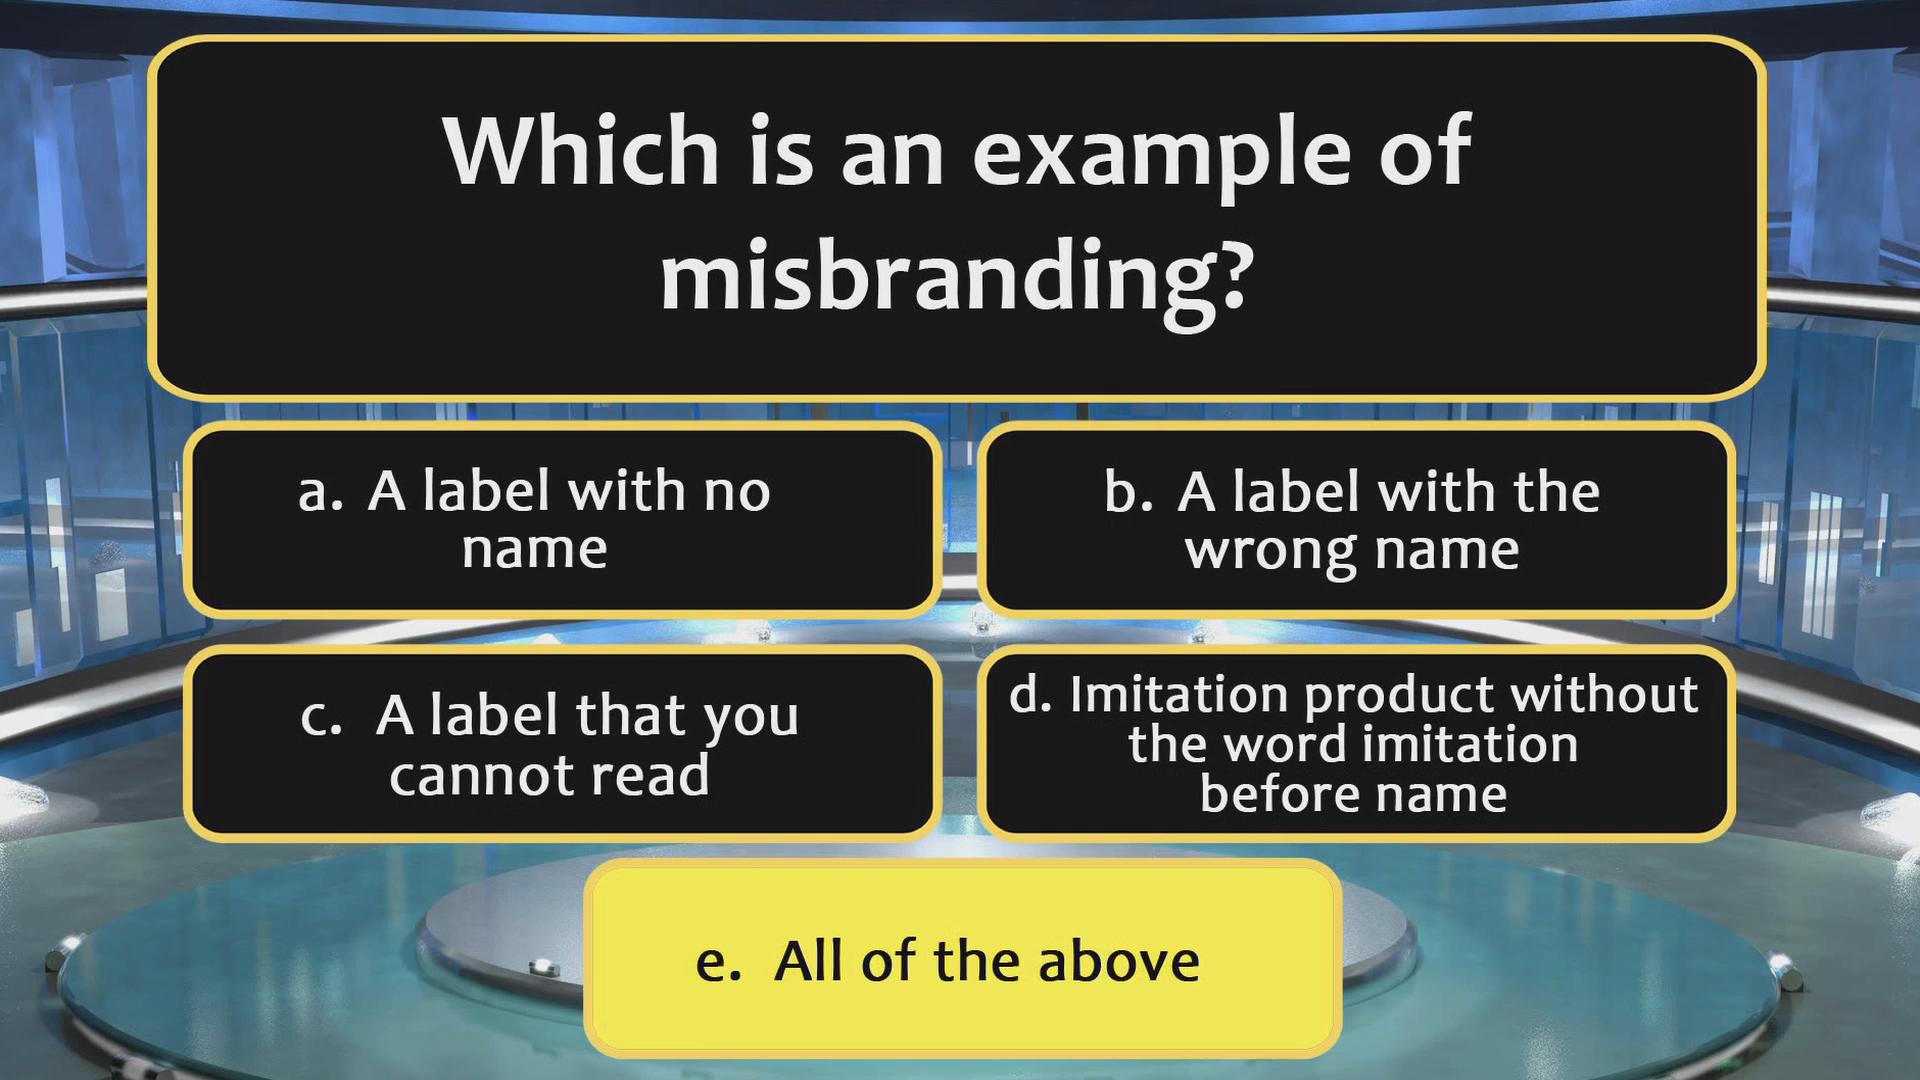 Which is an example of
misbranding?
a. A label with no
name
b. A label with the
wrong name
c. A label that you
cannot read
d. Imitation product without
the word imitation
before name
e. All of the above